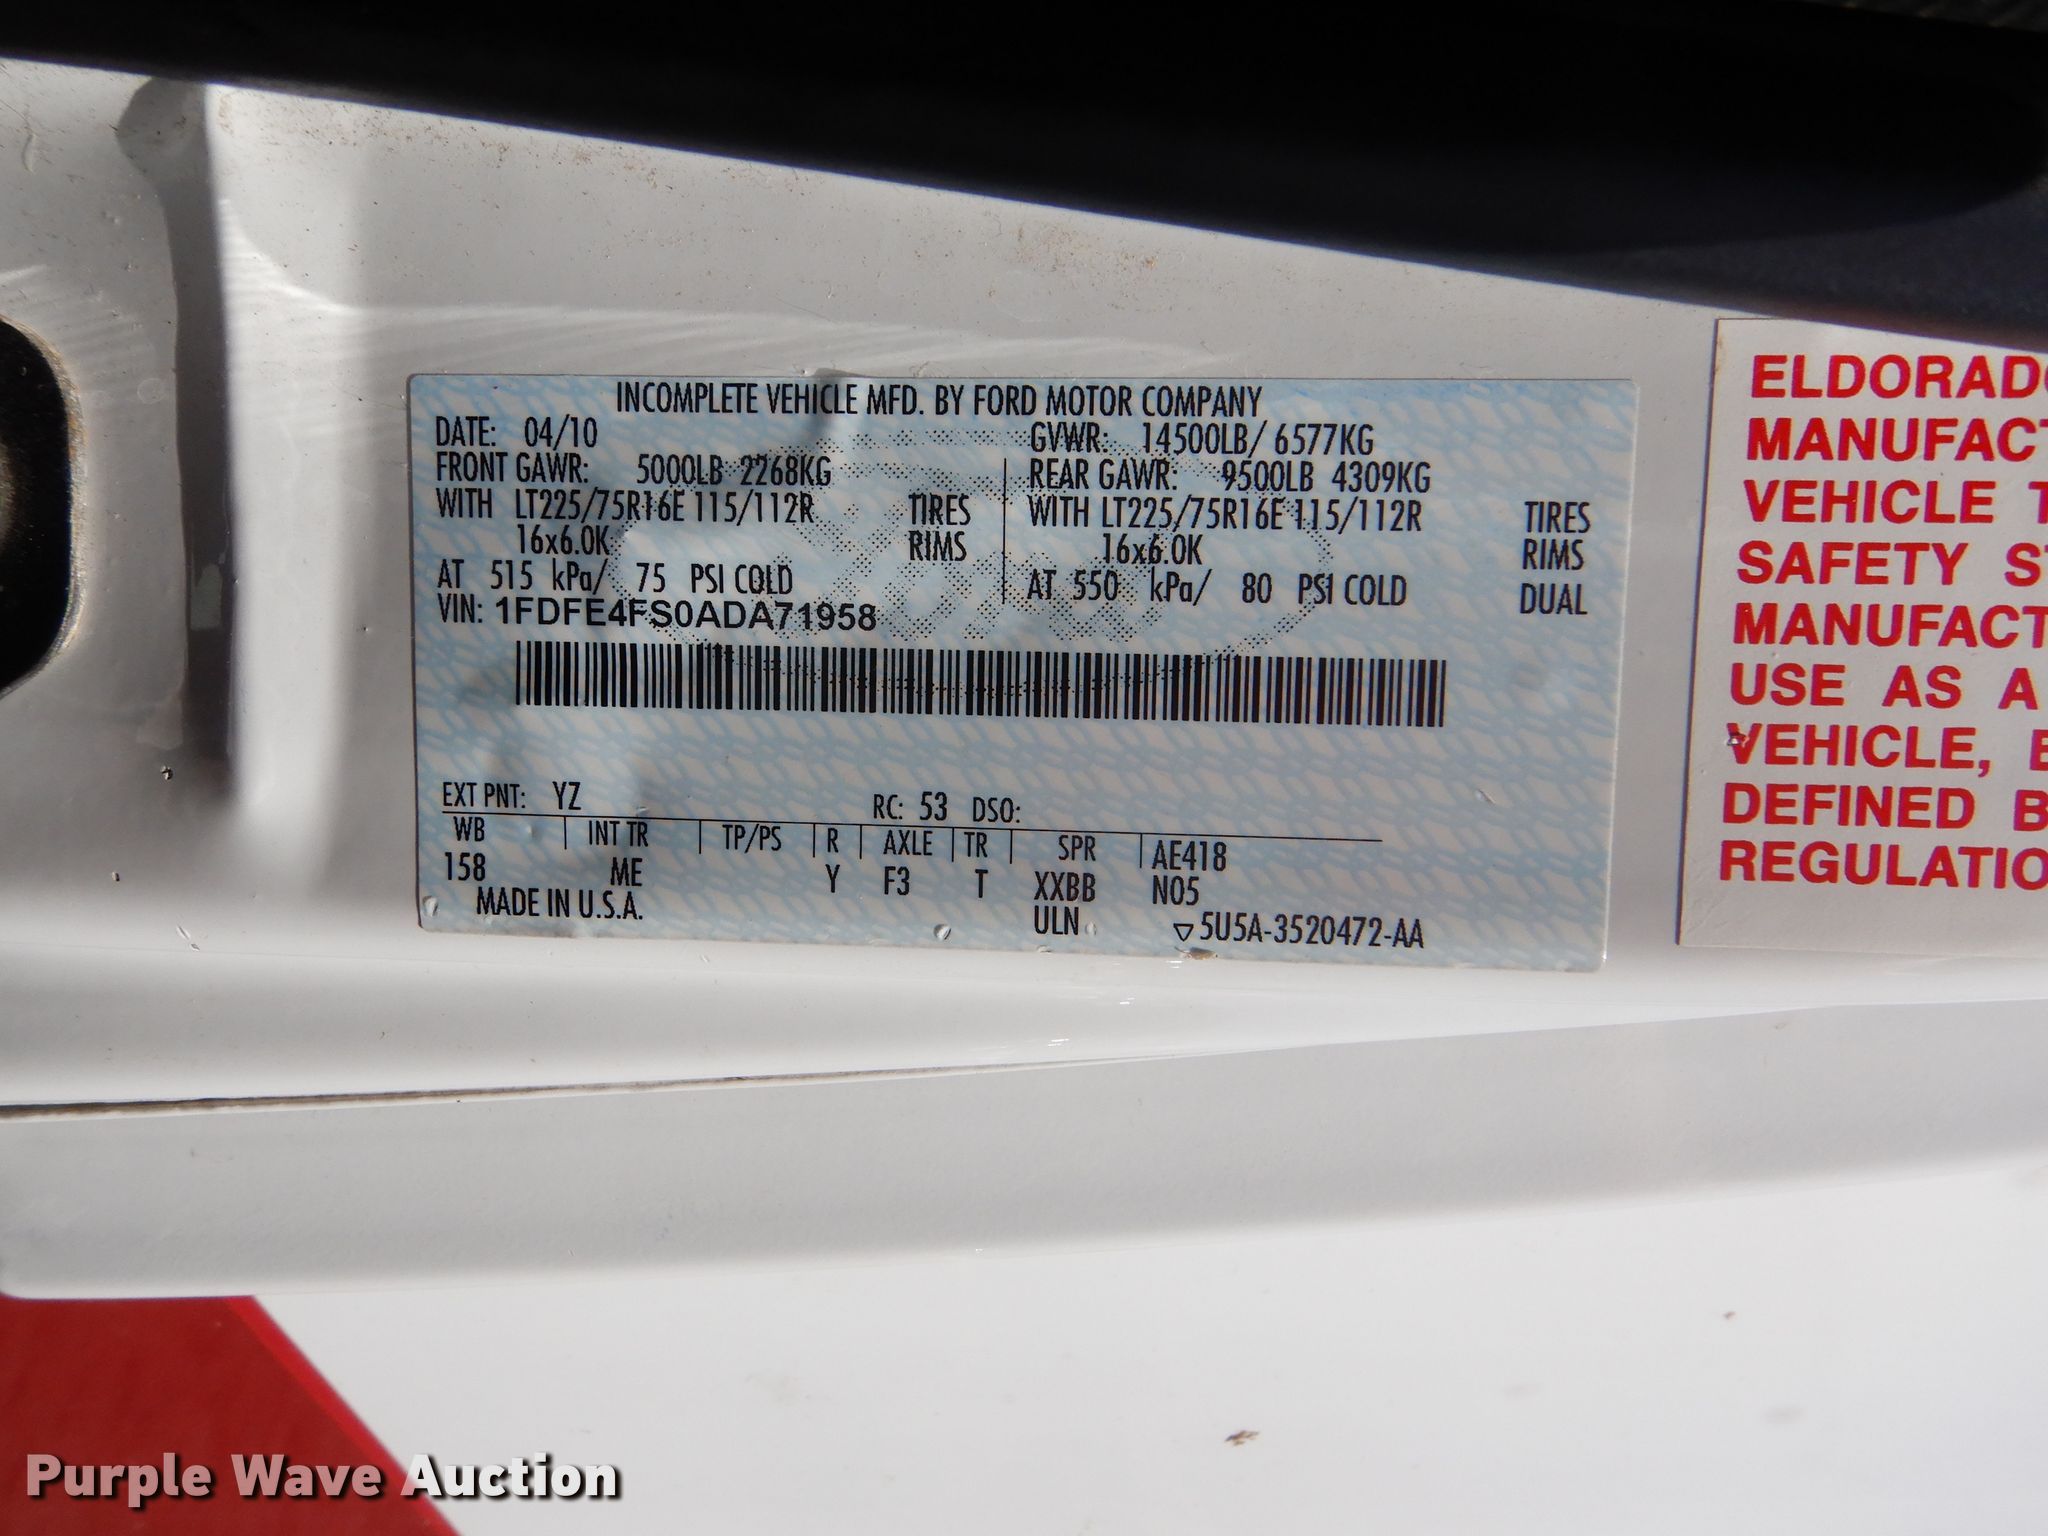 INCOMPLETE VEHICLE MFD. BY FORD MOTOR COMPANY
DATE: 04/10 GVWR: 14500LB/ 6577KG
FRONT GAWR: 5000LB 2268KG REAR GAWR: 9500LB 4309KG
WITH LT225/75R16E 115/112R TIRES WITH LT225/75R16E 115/112R TIRES
16x6.0K RIMS 16x6.0K RIMS
AT 515 kPa/ 75 PSI COLD AT 550 kPa/ 80 PSI COLD DUAL
VIN: 1FDFE4FS0ADA71958
EXT PNT: YZ RC: 53 DSO:
WB INT TR TP/PS R AXLE TR SPR AE418
158 ME Y F3 T XXBB N05
MADE IN U.S.A. ULN ▽5U5A-3520472-AA
ELDORADO
MANUFACT
VEHICLE T
SAFETY ST
MANUFACT
USE AS A
VEHICLE, E
DEFINED B
REGULATIO
Purple Wave Auction